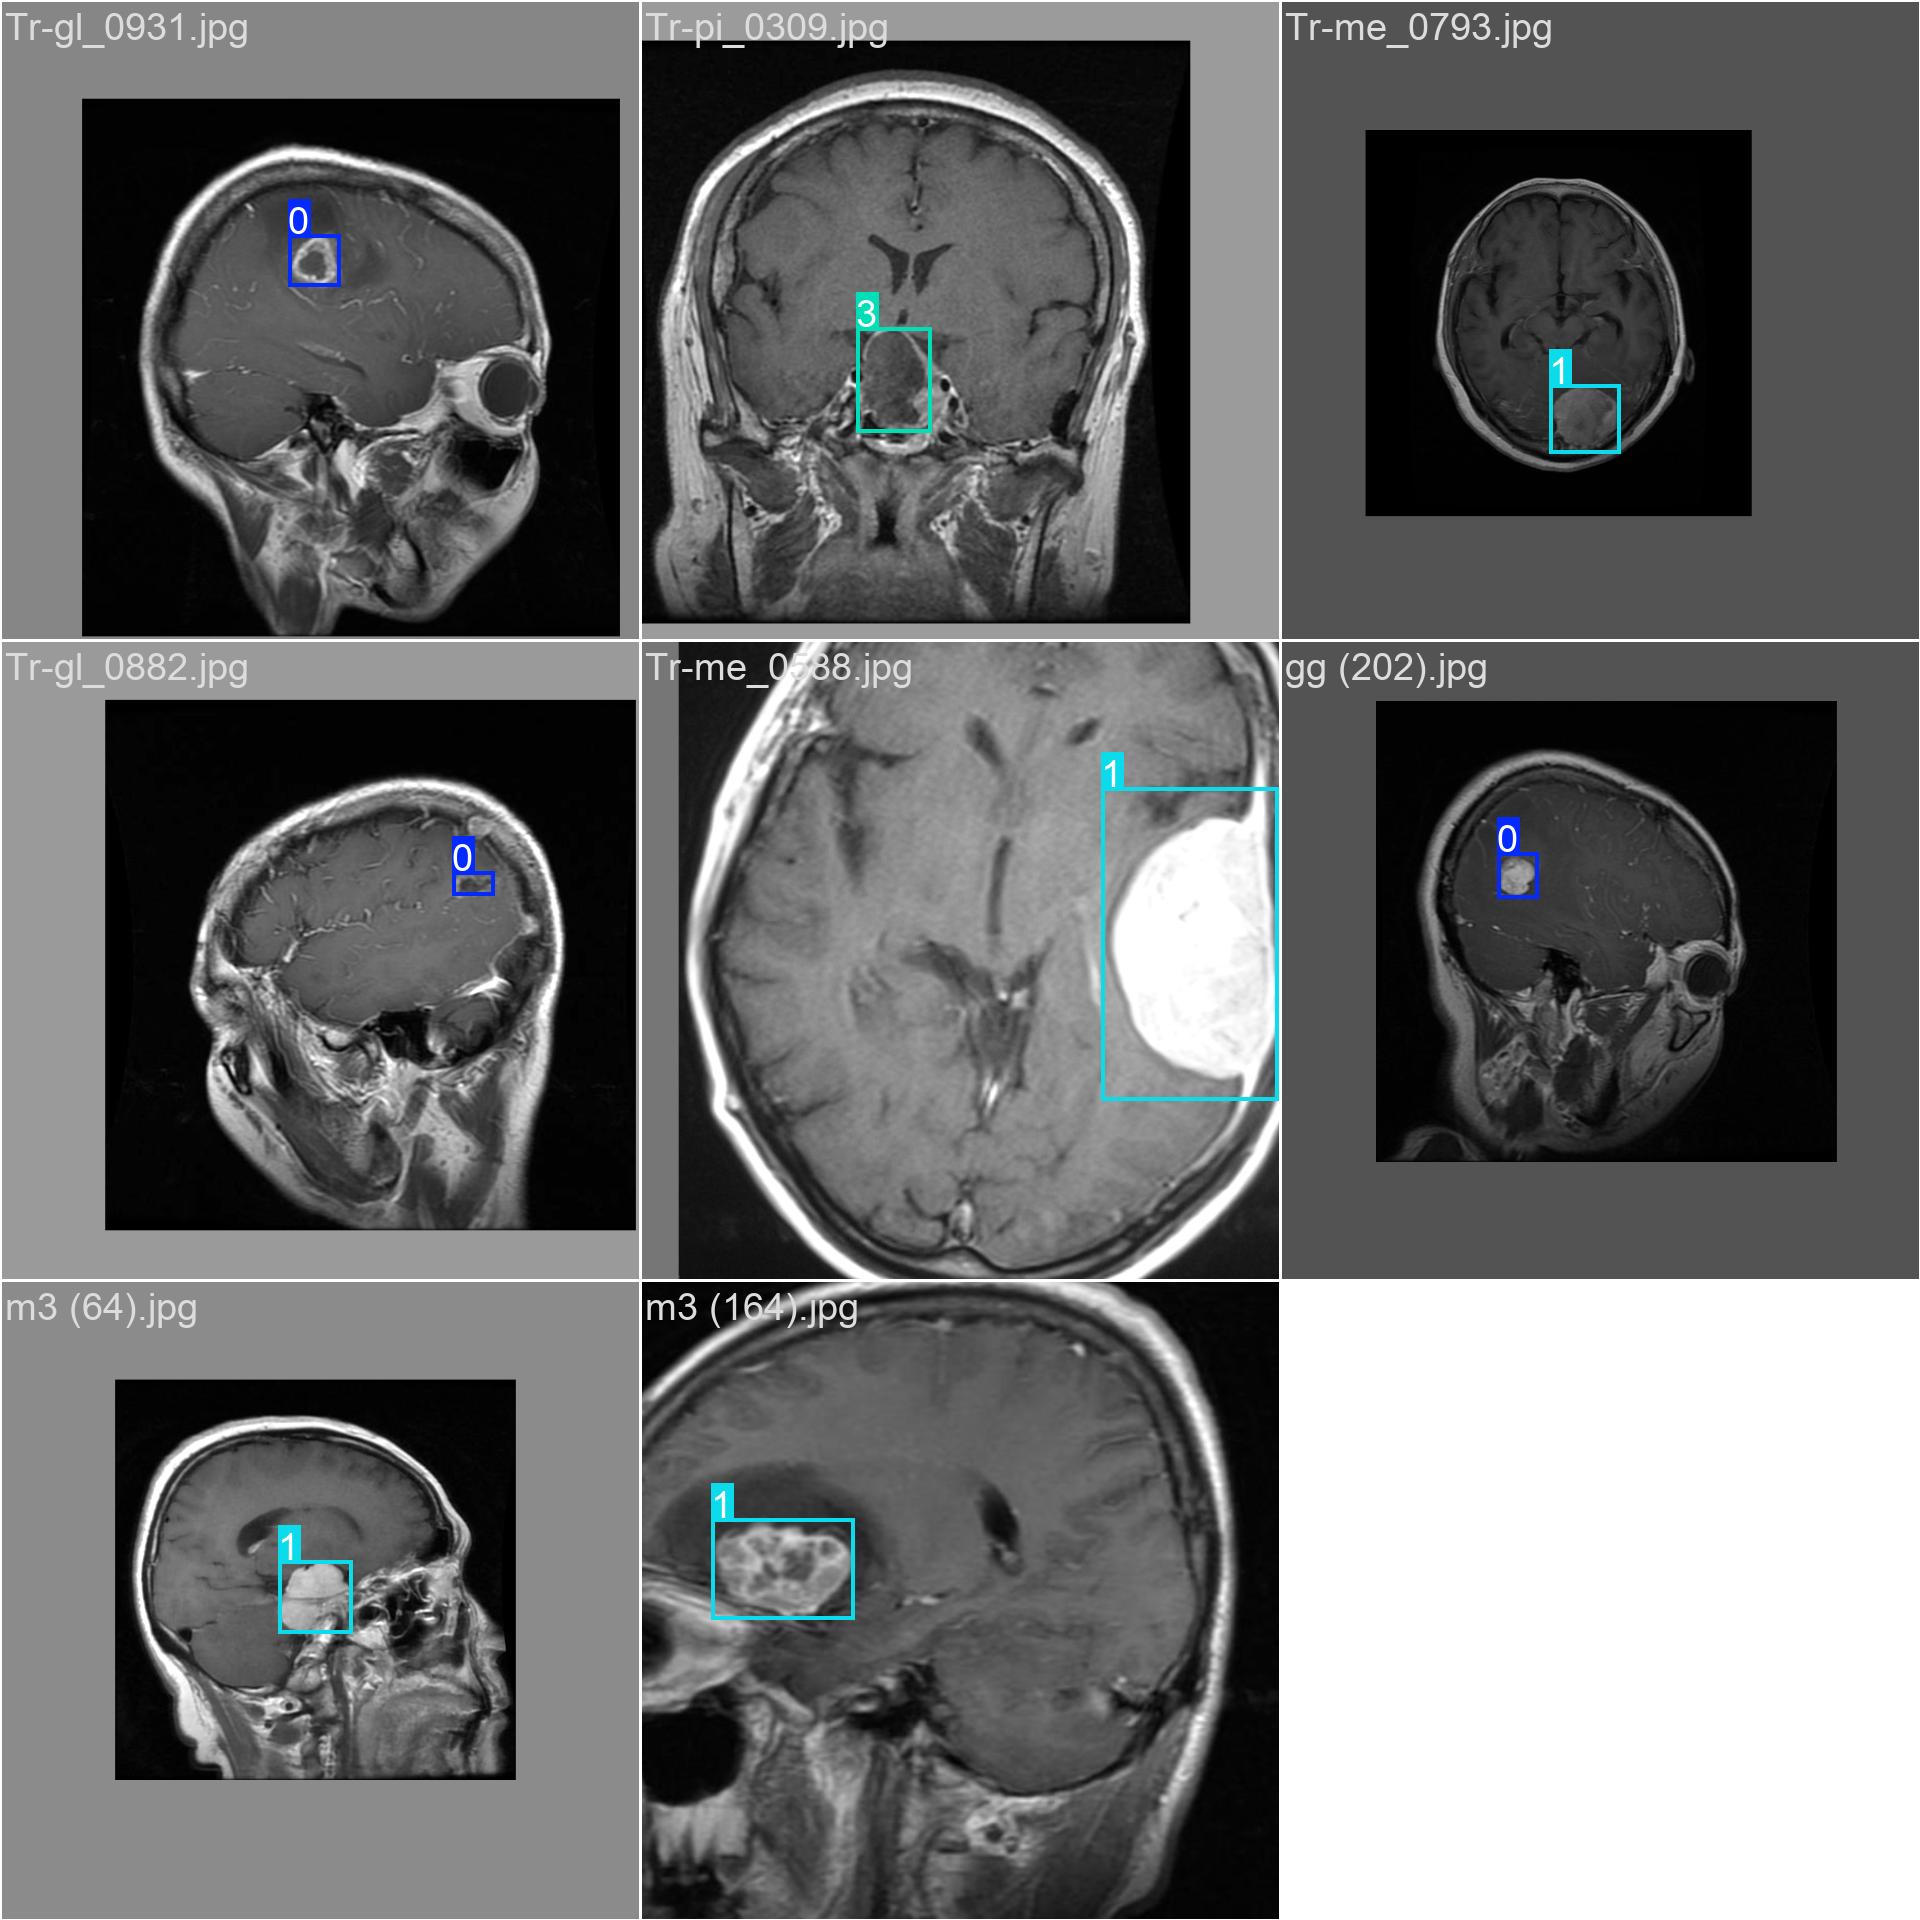 Tr-gl_0931.jpg
0
Tr-pi_0309.jpg
3
Tr-me_0793.jpg
1
Tr-gl_0882.jpg
0
Tr-me_0588.jpg
1
gg (202).jpg
0
m3 (64).jpg
1
m3 (164).jpg
1